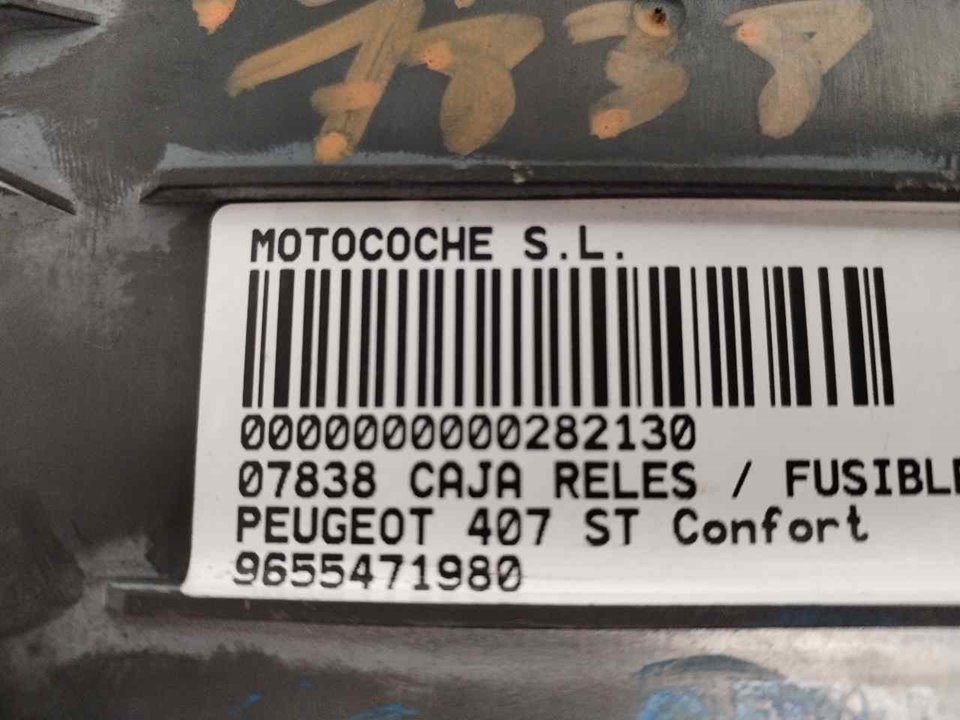 MOTOCOCHE S.L.
0000000000282130
07838 CAJA RELES / FUSIBLE
PEUGEOT 407 ST Confort
9655471980